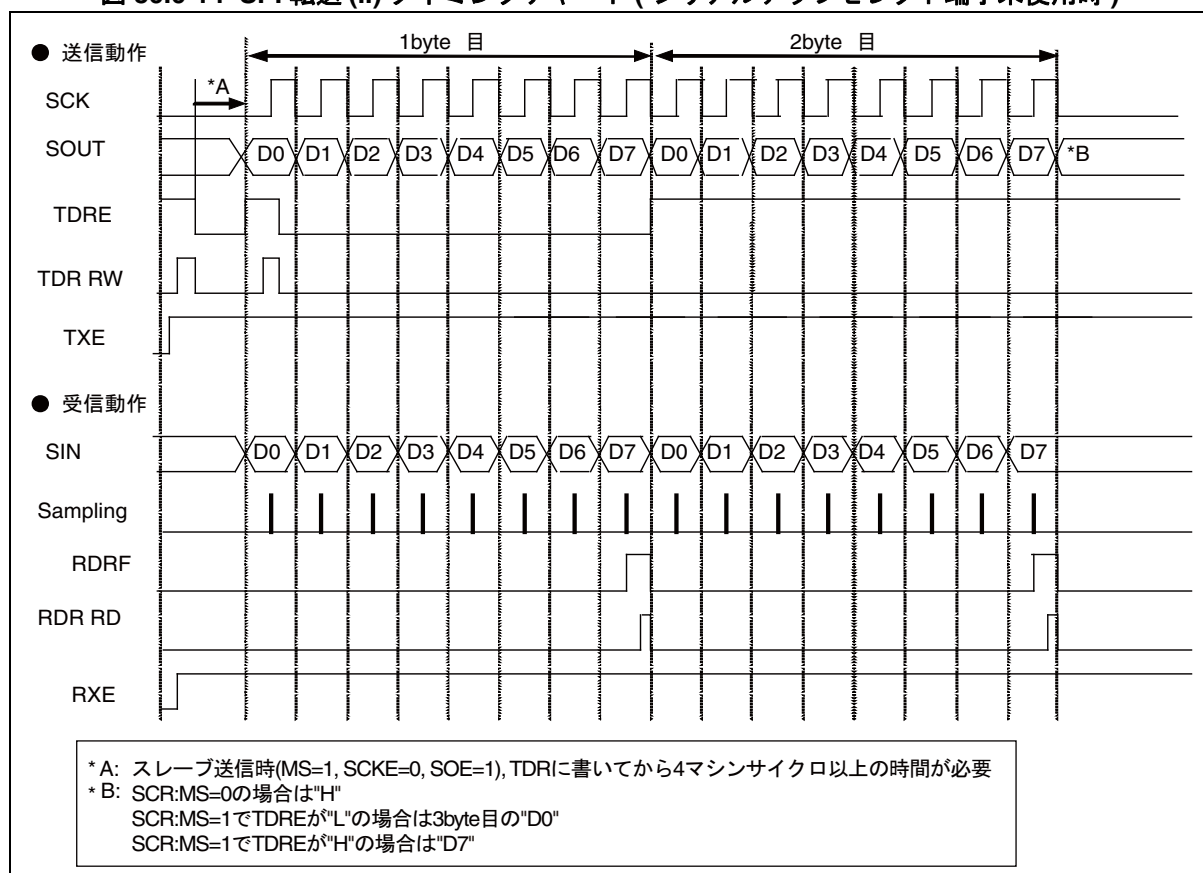 1byte 目 2byte 目
● 送信動作
*A
SCK
SOUT D0 D1 D2 D3 D4 D5 D6 D7 D0 D1 D2 D3 D4 D5 D6 D7 *B
TDRE
TDR RW
TXE
● 受信動作
SIN D0 D1 D2 D3 D4 D5 D6 D7 D0 D1 D2 D3 D4 D5 D6 D7
Sampling
RDRF
RDR RD
RXE
* A: スレーブ送信時(MS=1, SCKE=0, SOE=1), TDRに書いてから4マシンサイクロ以上の時間が必要
* B: SCR:MS=0の場合は"H"
SCR:MS=1でTDREが"L"の場合は3byte目の"D0"
SCR:MS=1でTDREが"H"の場合は"D7"